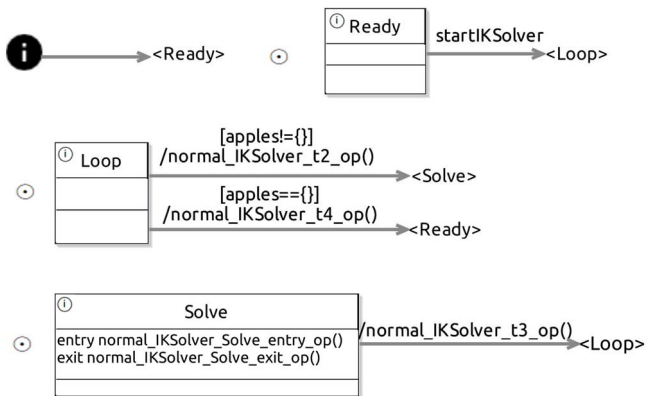 i
<Ready>
i
Ready
startIKSolver
<Loop>
i
Loop
[apples!={}]
/normal_IKSolver_t2_op()
<Solve>
[apples=={}]
/normal_IKSolver_t4_op()
<Ready>
i
Solve
entry normal_IKSolver_Solve_entry_op()
exit normal_IKSolver_Solve_exit_op()
/normal_IKSolver_t3_op()
<Loop>